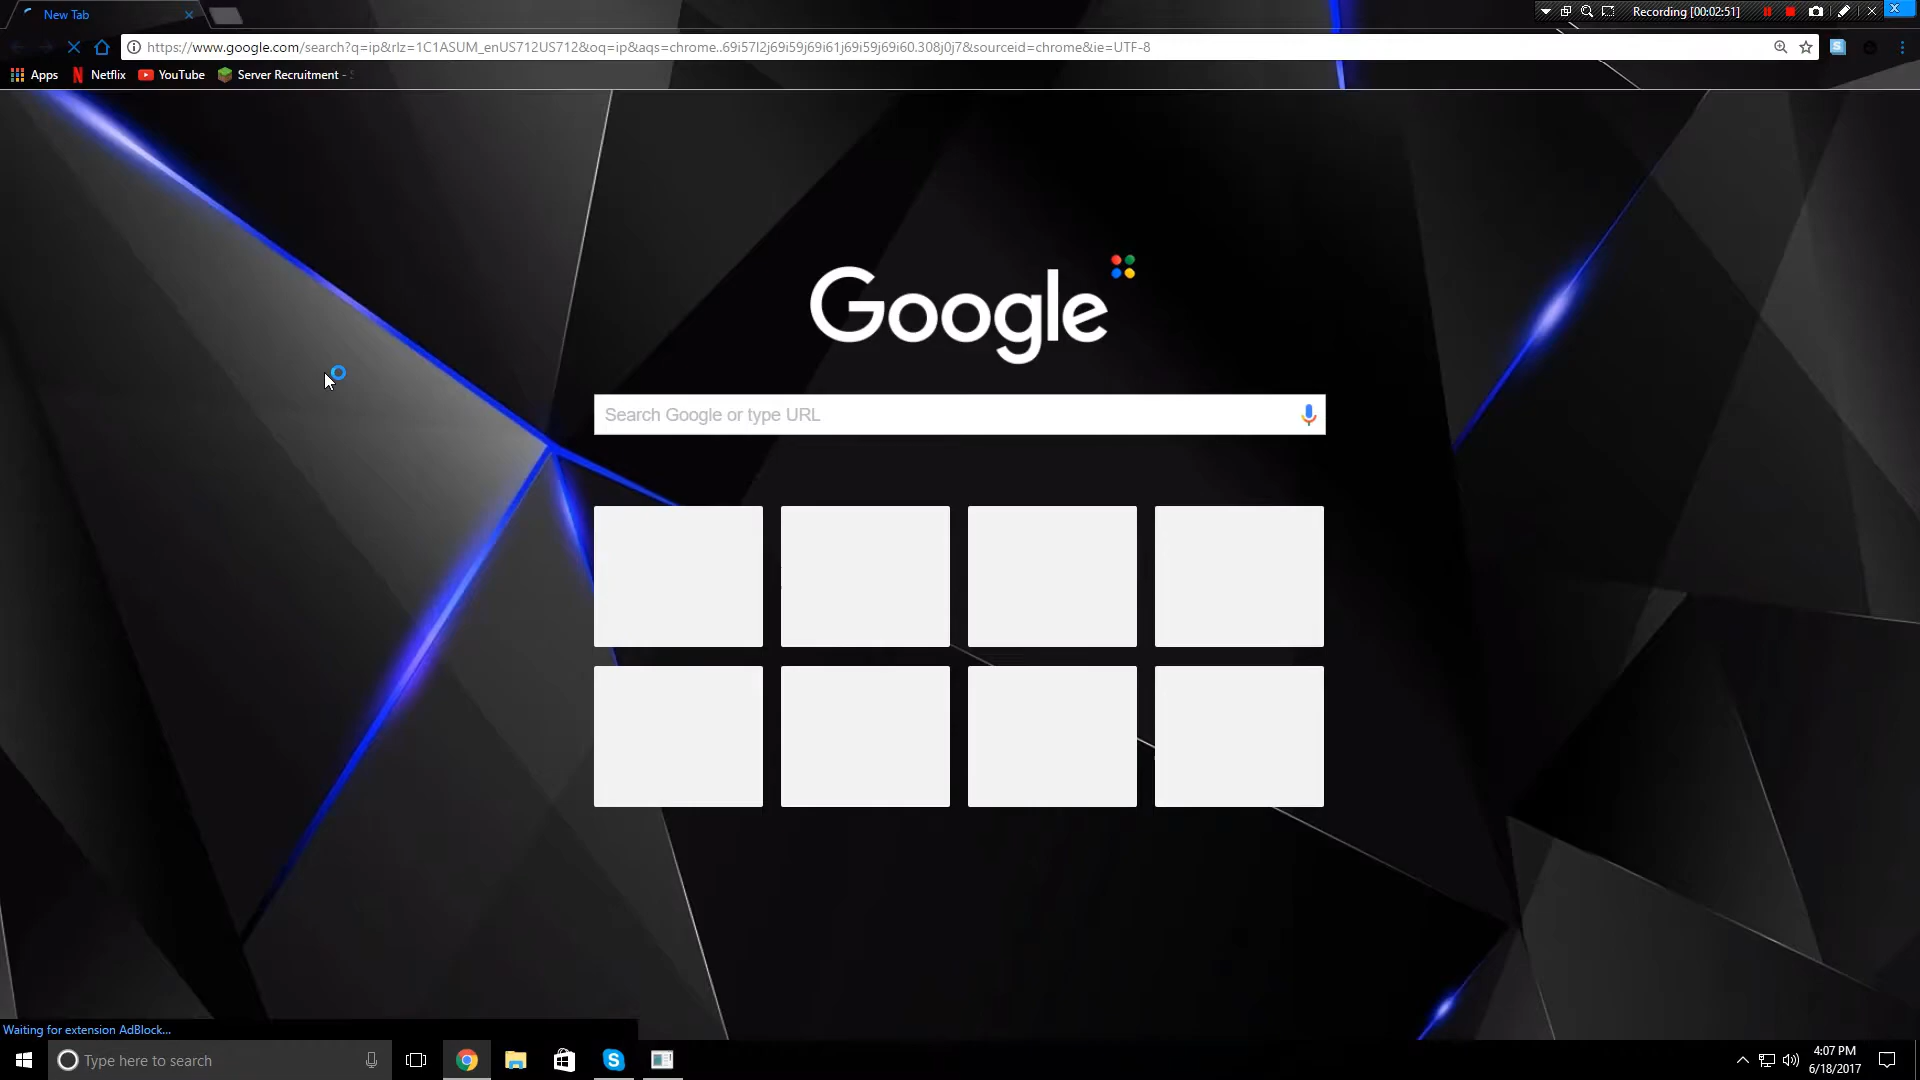 New Tab
Recording [00:02:51]
https://www.google.com/search?q=ip&rlz=1C1ASUM_enUS712US712&oq=ip&aqs=chrome..69i57l2j69i59j69i61j69i59j69i60.308j0j7&sourceid=chrome&ie=UTF-8
Apps Netflix YouTube Server Recruitment -
Google
Search Google or type URL
Waiting for extension AdBlock...
Type here to search
4:07 PM
6/18/2017